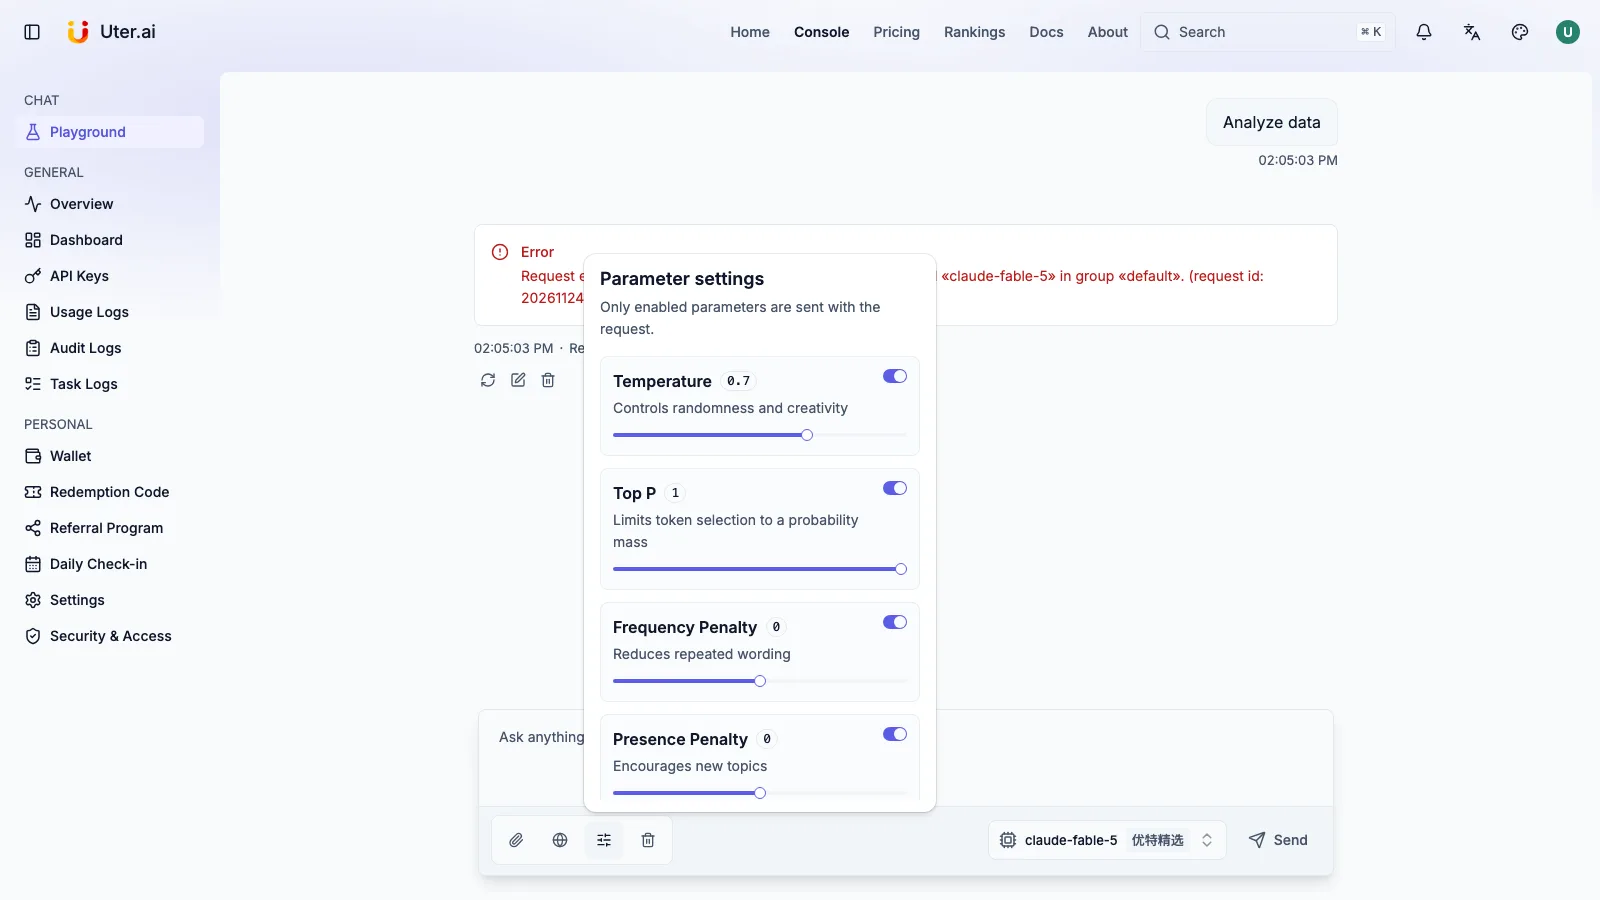 Uter.ai
Home
Console
Pricing
Rankings
Docs
About
Search
⌘ K
U
CHAT
Playground
GENERAL
Overview
Dashboard
API Keys
Usage Logs
Audit Logs
Task Logs
PERSONAL
Wallet
Redemption Code
Referral Program
Daily Check-in
Settings
Security & Access
Analyze data
02:05:03 PM
Error
Request
«claude-fable-5» in group «default». (request id:
20261124
02:05:03 PM ·
Parameter settings
Only enabled parameters are sent with the
request.
Temperature 0.7
Controls randomness and creativity
Top P 1
Limits token selection to a probability
mass
Frequency Penalty 0
Reduces repeated wording
Presence Penalty 0
Encourages new topics
Ask anything
claude-fable-5 优特精选
Send